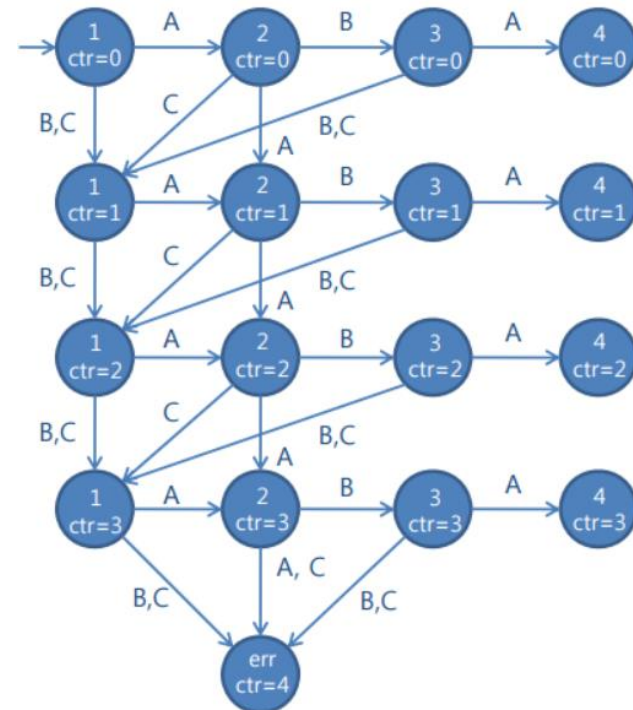 A B A
1 2 3 4
ctr=0 ctr=0 ctr=0 ctr=0
B,C C B,C
A
A B A
1 2 3 4
ctr=1 ctr=1 ctr=1 ctr=1
B,C C B,C
A
A B A
1 2 3 4
ctr=2 ctr=2 ctr=2 ctr=2
B,C C B,C
A
A B A
1 2 3 4
ctr=3 ctr=3 ctr=3 ctr=3
B,C A, C B,C
err
ctr=4